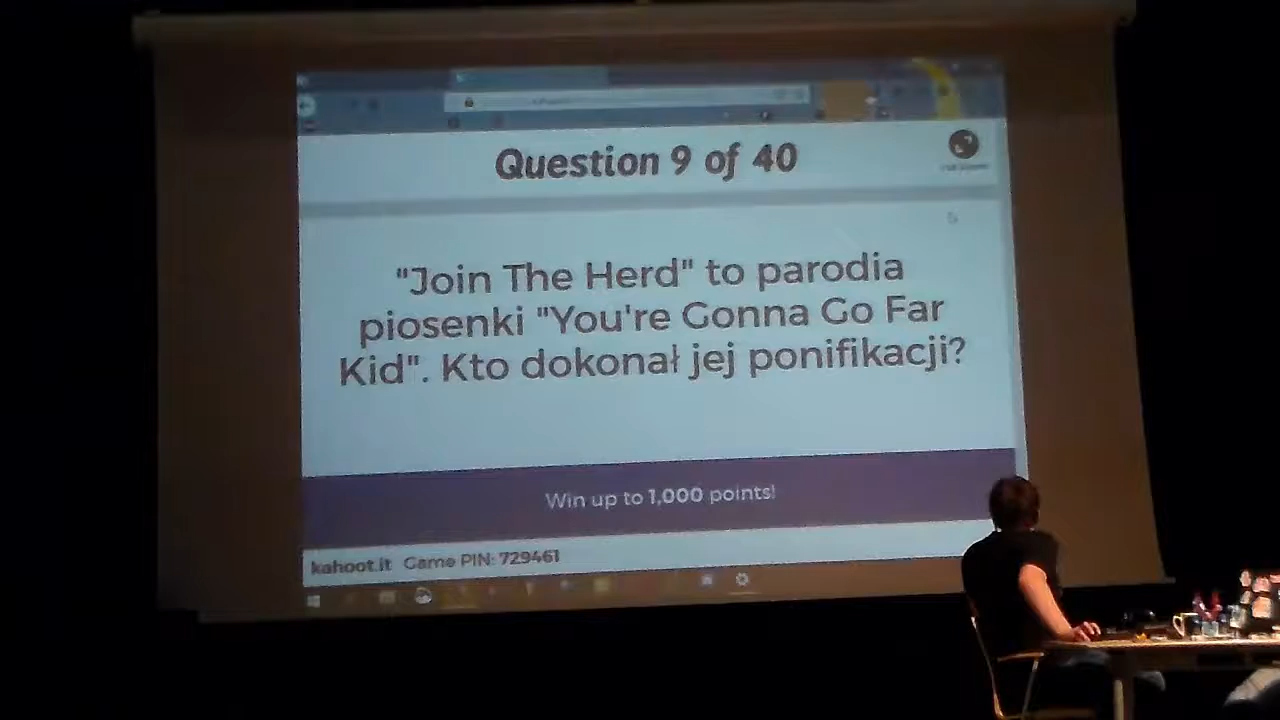 Question 9 of 40
"Join The Herd" to parodia
piosenki "You're Gonna Go Far
Kid". Kto dokonał jej ponifikacji?
Win up to 1,000 points!
kahoot.it Game PIN: 729461